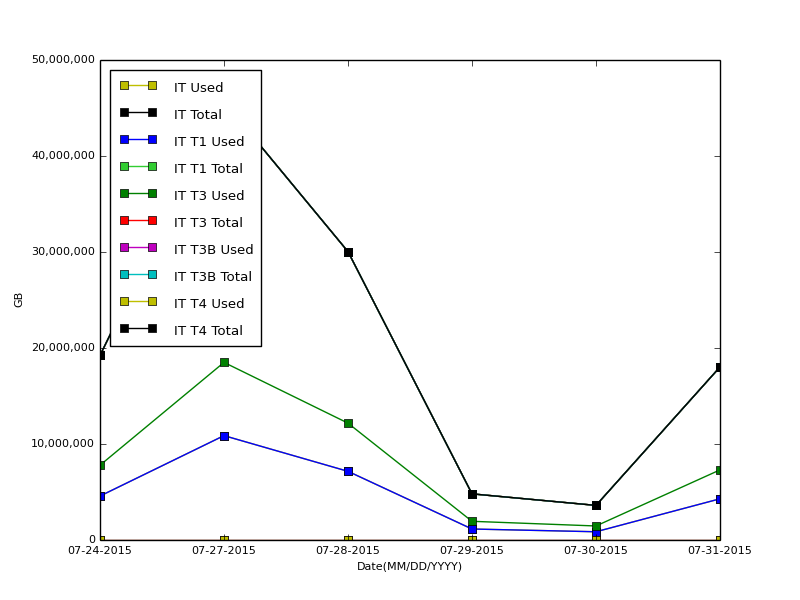 50,000,000
40,000,000
30,000,000
20,000,000
10,000,000
0
GB
IT Used
IT Total
IT T1 Used
IT T1 Total
IT T3 Used
IT T3 Total
IT T3B Used
IT T3B Total
IT T4 Used
IT T4 Total
07-24-2015 07-27-2015 07-28-2015 07-29-2015 07-30-2015 07-31-2015
Date(MM/DD/YYYY)